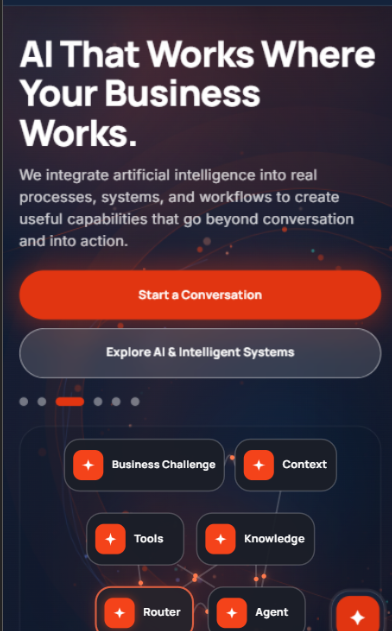 AI That Works Where
Your Business
Works.
We integrate artificial intelligence into real
processes, systems, and workflows to create
useful capabilities that go beyond conversation
and into action.
Start a Conversation
Explore AI & Intelligent Systems
Business Challenge
Context
Tools
Knowledge
Router
Agent